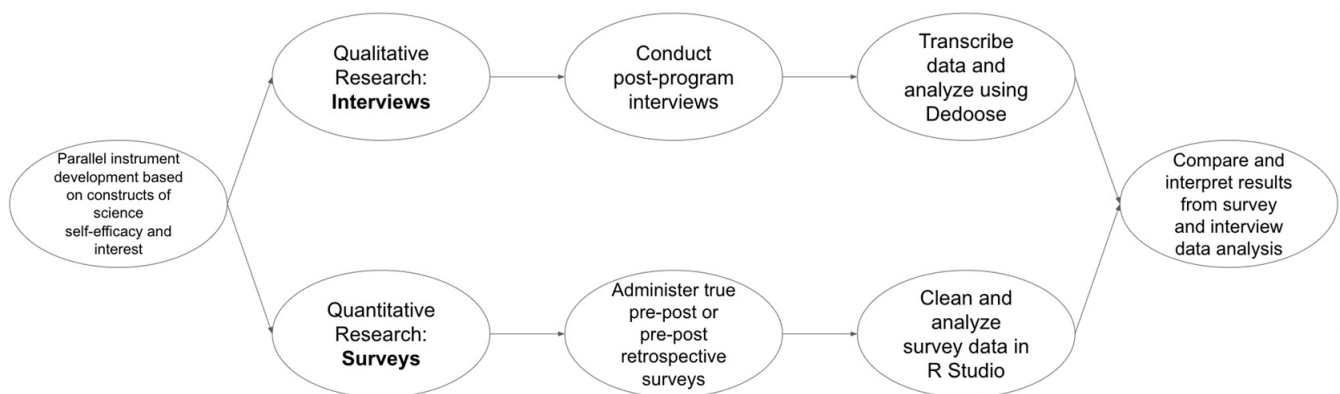 Parallel instrument
development based
on constructs of
science
self-efficacy and
interest
Qualitative
Research:
Interviews
Conduct
post-program
interviews
Transcribe
data and
analyze using
Dedoose
Quantitative
Research:
Surveys
Administer true
pre-post or
pre-post
retrospective
surveys
Clean and
analyze
survey data in
R Studio
Compare and
interpret results
from survey
and interview
data analysis